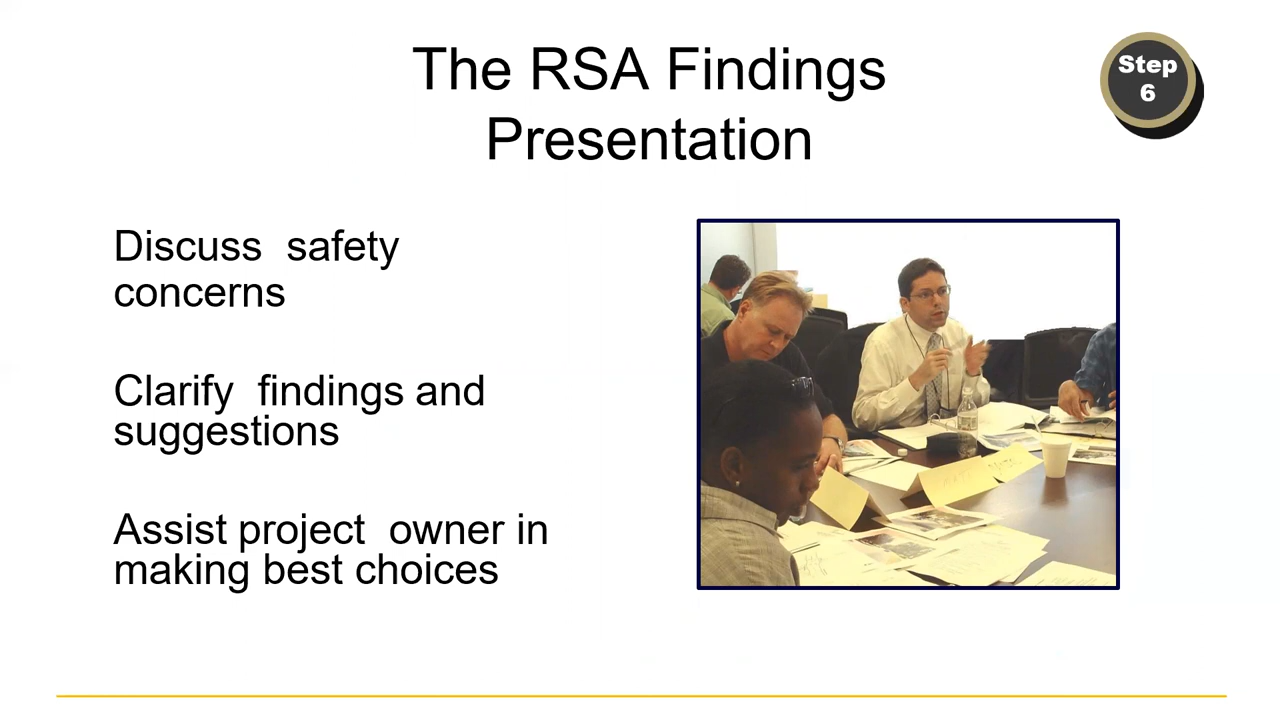 The RSA Findings
Presentation
Step
6
Discuss  safety
concerns
Clarify  findings and
suggestions
Assist project  owner in
making best choices